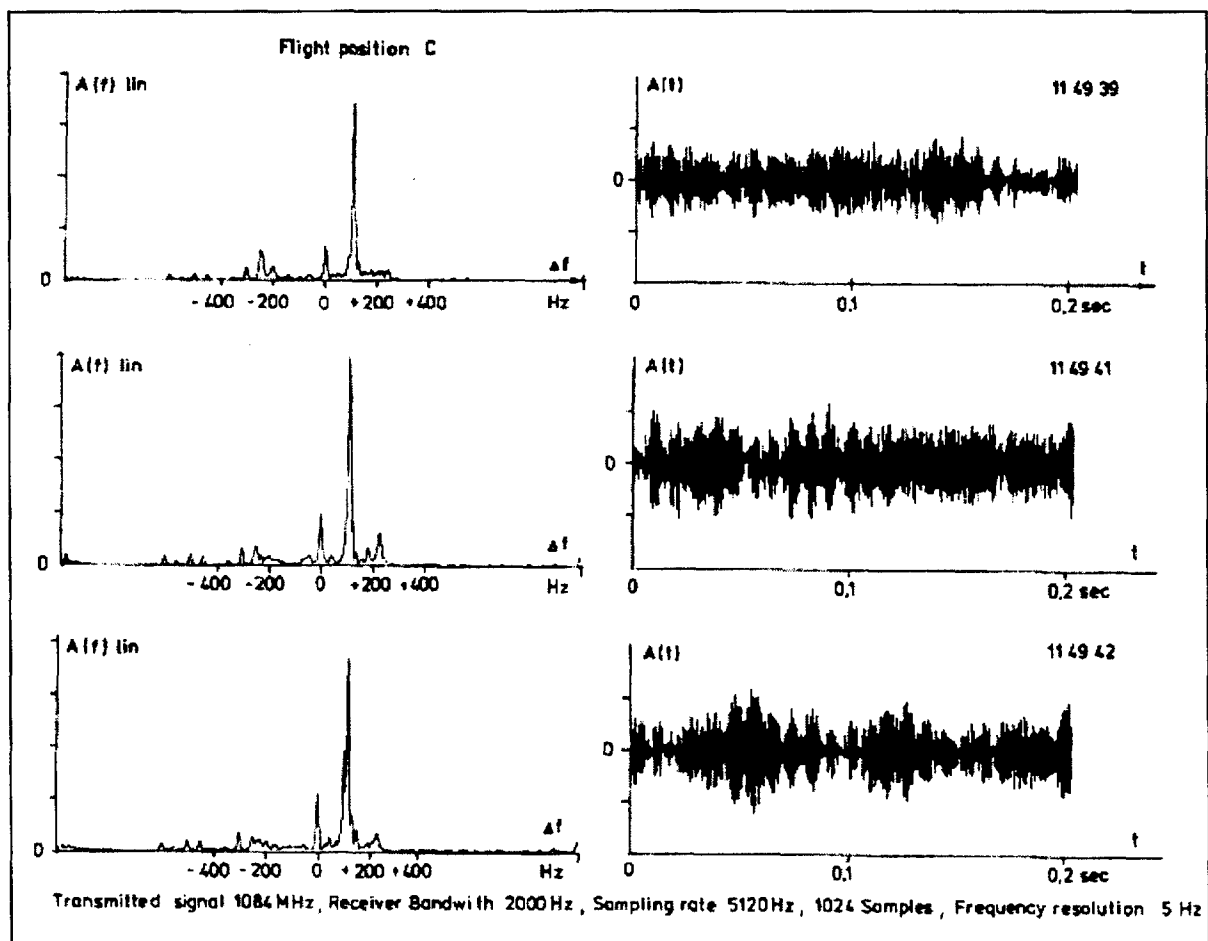 Flight position C
A(f) lin
0
Δf
-400 -200 0 +200 +400 Hz
A(t)
11 49 39
0
t
0 0,1 0,2 sec
A(f) lin
0
Δf
-400 -200 0 +200 +400 Hz
A(t)
11 49 41
0
t
0 0,1 0,2 sec
A(f) lin
0
Δf
-400 -200 0 +200 +400 Hz
A(t)
11 49 42
0
t
0 0,1 0,2 sec
Transmitted signal 1084 MHz, Receiver Bandwith 2000 Hz, Sampling rate 5120 Hz, 1024 Samples, Frequency resolution 5 Hz